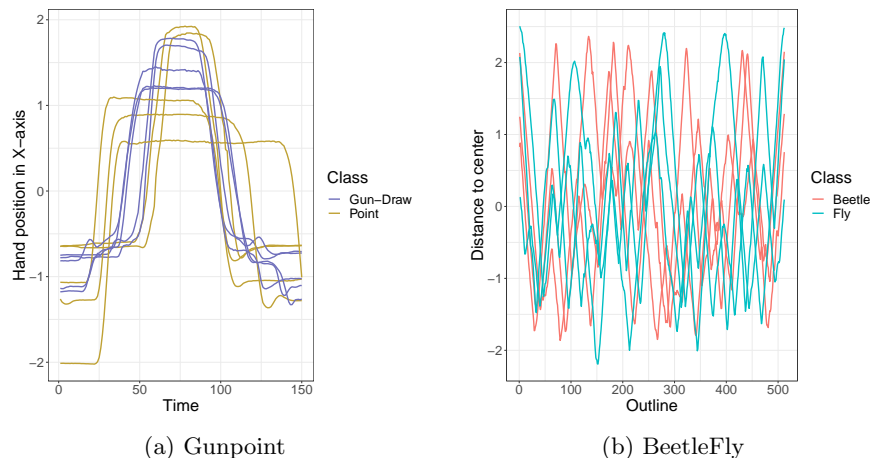 Hand position in X−axis
2
1
0
−1
−2
0
50
100
150
Time
Class
Gun−Draw
Point
(a) Gunpoint
Distance to center
2
1
0
−1
−2
0
100
200
300
400
500
Outline
Class
Beetle
Fly
(b) BeetleFly